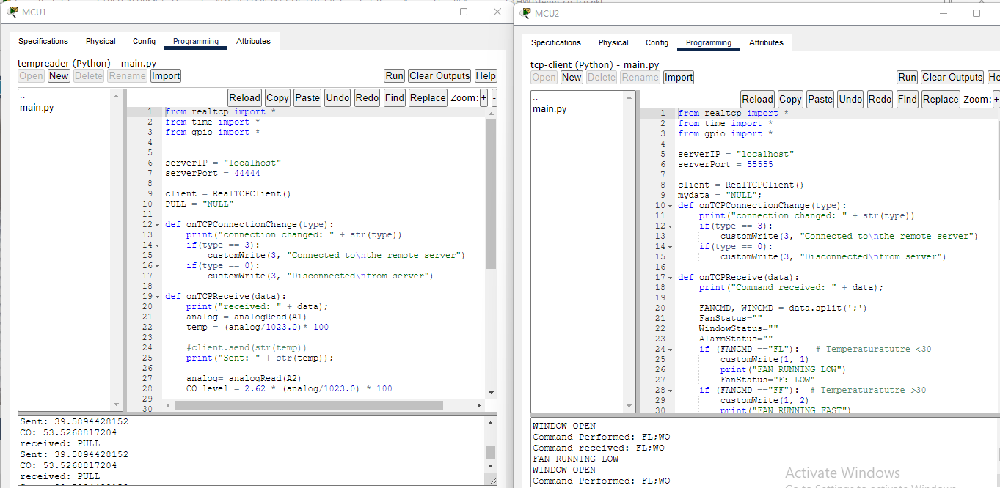 MCU1
Specifications Physical Config Programming Attributes
tempreader (Python) - main.py
Open New Delete Rename Import Run Clear Outputs Help
Reload Copy Paste Undo Redo Find Replace Zoom: + -
..
main.py
1 from realtcp import *
2 from time import *
3 from gpio import *
4
5
6 serverIP = "localhost"
7 serverPort = 44444
8
9 client = RealTCPClient()
10 PULL = "NULL"
11
12 def onTCPConnectionChange(type):
13 print("connection changed: " + str(type))
14 if(type == 3):
15 customWrite(3, "Connected to\nthe remote server")
16 if(type == 0):
17 customWrite(3, "Disconnected\nfrom server")
18
19 def onTCPReceive(data):
20 print("received: " + data);
21 analog = analogRead(A1)
22 temp = (analog/1023.0)* 100
23
24 #client.send(str(temp))
25 print("Sent: " + str(temp));
26
27 analog= analogRead(A2)
28 CO_level = 2.62 * (analog/1023.0) * 100
29
30
Sent: 39.5894428152
CO: 53.5268817204
received: PULL
Sent: 39.5894428152
CO: 53.5268817204
received: PULL
MCU2
Specifications Physical Config Programming Attributes
tcp-client (Python) - main.py
Open New Delete Rename Import Run Clear Outputs He
Reload Copy Paste Undo Redo Find Replace Zoom: +
..
main.py
1 from realtcp import *
2 from time import *
3 from gpio import *
4
5 serverIP = "localhost"
6 serverPort = 55555
7
8 client = RealTCPClient()
9 mydata = "NULL";
10 def onTCPConnectionChange(type):
11 print("connection changed: " + str(type))
12 if(type == 3):
13 customWrite(3, "Connected to\nthe remote server")
14 if(type == 0):
15 customWrite(3, "Disconnected\nfrom server")
16
17 def onTCPReceive(data):
18 print("Command received: " + data);
19
20 FANCMD, WINCMD = data.split(';')
21 FanStatus=""
22 WindowStatus=""
23 AlarmStatus=""
24 if (FANCMD =="FL"): # Temperaturatutre <30
25 customWrite(1, 1)
26 print("FAN RUNNING LOW")
27 FanStatus="F: LOW"
28 if (FANCMD =="FF"): # Temperaturatutre >30
29 customWrite(1, 2)
30 print("FAN RUNNING FAST")
WINDOW OPEN
Command Performed: FL;WO
Command received: FL;WO
FAN RUNNING LOW
WINDOW OPEN
Command Performed: FL;WO
Activate Windows